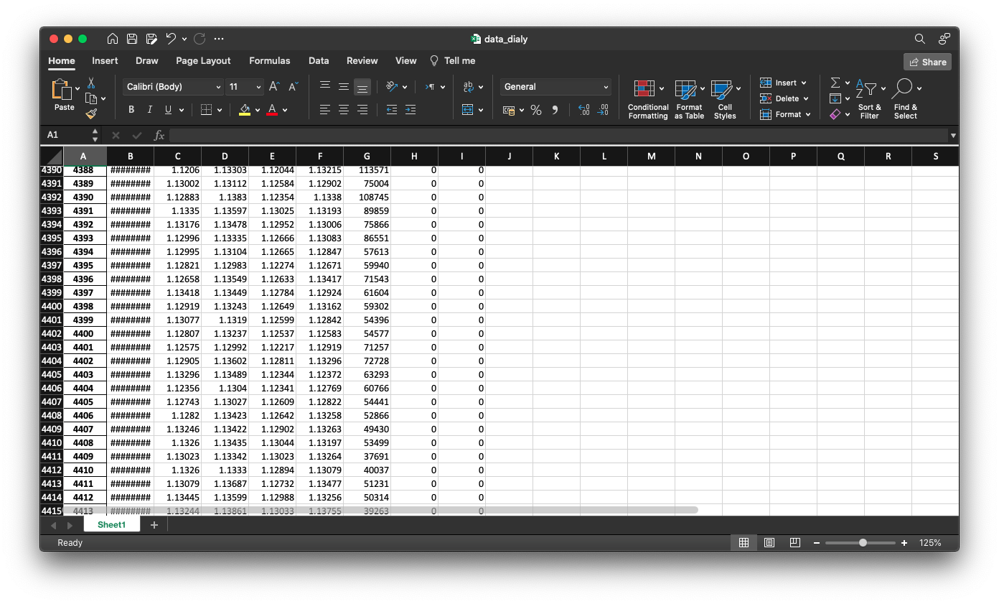 data_dialy
Home Insert Draw Page Layout Formulas Data Review View Tell me Share
Paste Calibri (Body) 11 A A General Conditional Formatting Format as Table Cell Styles Insert Delete Format Sort & Filter Find & Select
B I U A ab % 9 .00 .00
A1 fx
A B C D E F G H I J K L M N O P Q R S
4390 4388 ######## 1.1206 1.13303 1.12044 1.13215 113571 0 0
4391 4389 ######## 1.13002 1.13112 1.12584 1.12902 75004 0 0
4392 4390 ######## 1.12883 1.1383 1.12354 1.1338 108745 0 0
4393 4391 ######## 1.1335 1.13597 1.13025 1.13193 89859 0 0
4394 4392 ######## 1.13176 1.13478 1.12952 1.13006 75866 0 0
4395 4393 ######## 1.12996 1.13335 1.12666 1.13083 86551 0 0
4396 4394 ######## 1.12995 1.13104 1.12665 1.12847 57613 0 0
4397 4395 ######## 1.12821 1.12983 1.12274 1.12671 59940 0 0
4398 4396 ######## 1.12658 1.13549 1.12633 1.13417 71543 0 0
4399 4397 ######## 1.13418 1.13449 1.12784 1.12924 61604 0 0
4400 4398 ######## 1.12919 1.13243 1.12649 1.13162 59302 0 0
4401 4399 ######## 1.13077 1.1319 1.12599 1.12842 54396 0 0
4402 4400 ######## 1.12807 1.13237 1.12537 1.12583 54577 0 0
4403 4401 ######## 1.12575 1.12992 1.12217 1.12919 71257 0 0
4404 4402 ######## 1.12905 1.13602 1.12811 1.13296 72728 0 0
4405 4403 ######## 1.13296 1.13489 1.12344 1.12372 63293 0 0
4406 4404 ######## 1.12356 1.1304 1.12341 1.12769 60766 0 0
4407 4405 ######## 1.12743 1.13027 1.12609 1.12822 54441 0 0
4408 4406 ######## 1.1282 1.13423 1.12642 1.13258 52866 0 0
4409 4407 ######## 1.13246 1.13422 1.12902 1.13263 49430 0 0
4410 4408 ######## 1.1326 1.13435 1.13044 1.13197 53499 0 0
4411 4409 ######## 1.13023 1.13342 1.13023 1.13264 37691 0 0
4412 4410 ######## 1.1326 1.1333 1.12894 1.13079 40037 0 0
4413 4411 ######## 1.13079 1.13687 1.12732 1.13477 51231 0 0
4414 4412 ######## 1.13445 1.13599 1.12988 1.13256 50314 0 0
4415 4413 ######## 1.13244 1.13861 1.13033 1.13755 39263 0 0
Sheet1 +
Ready 125%